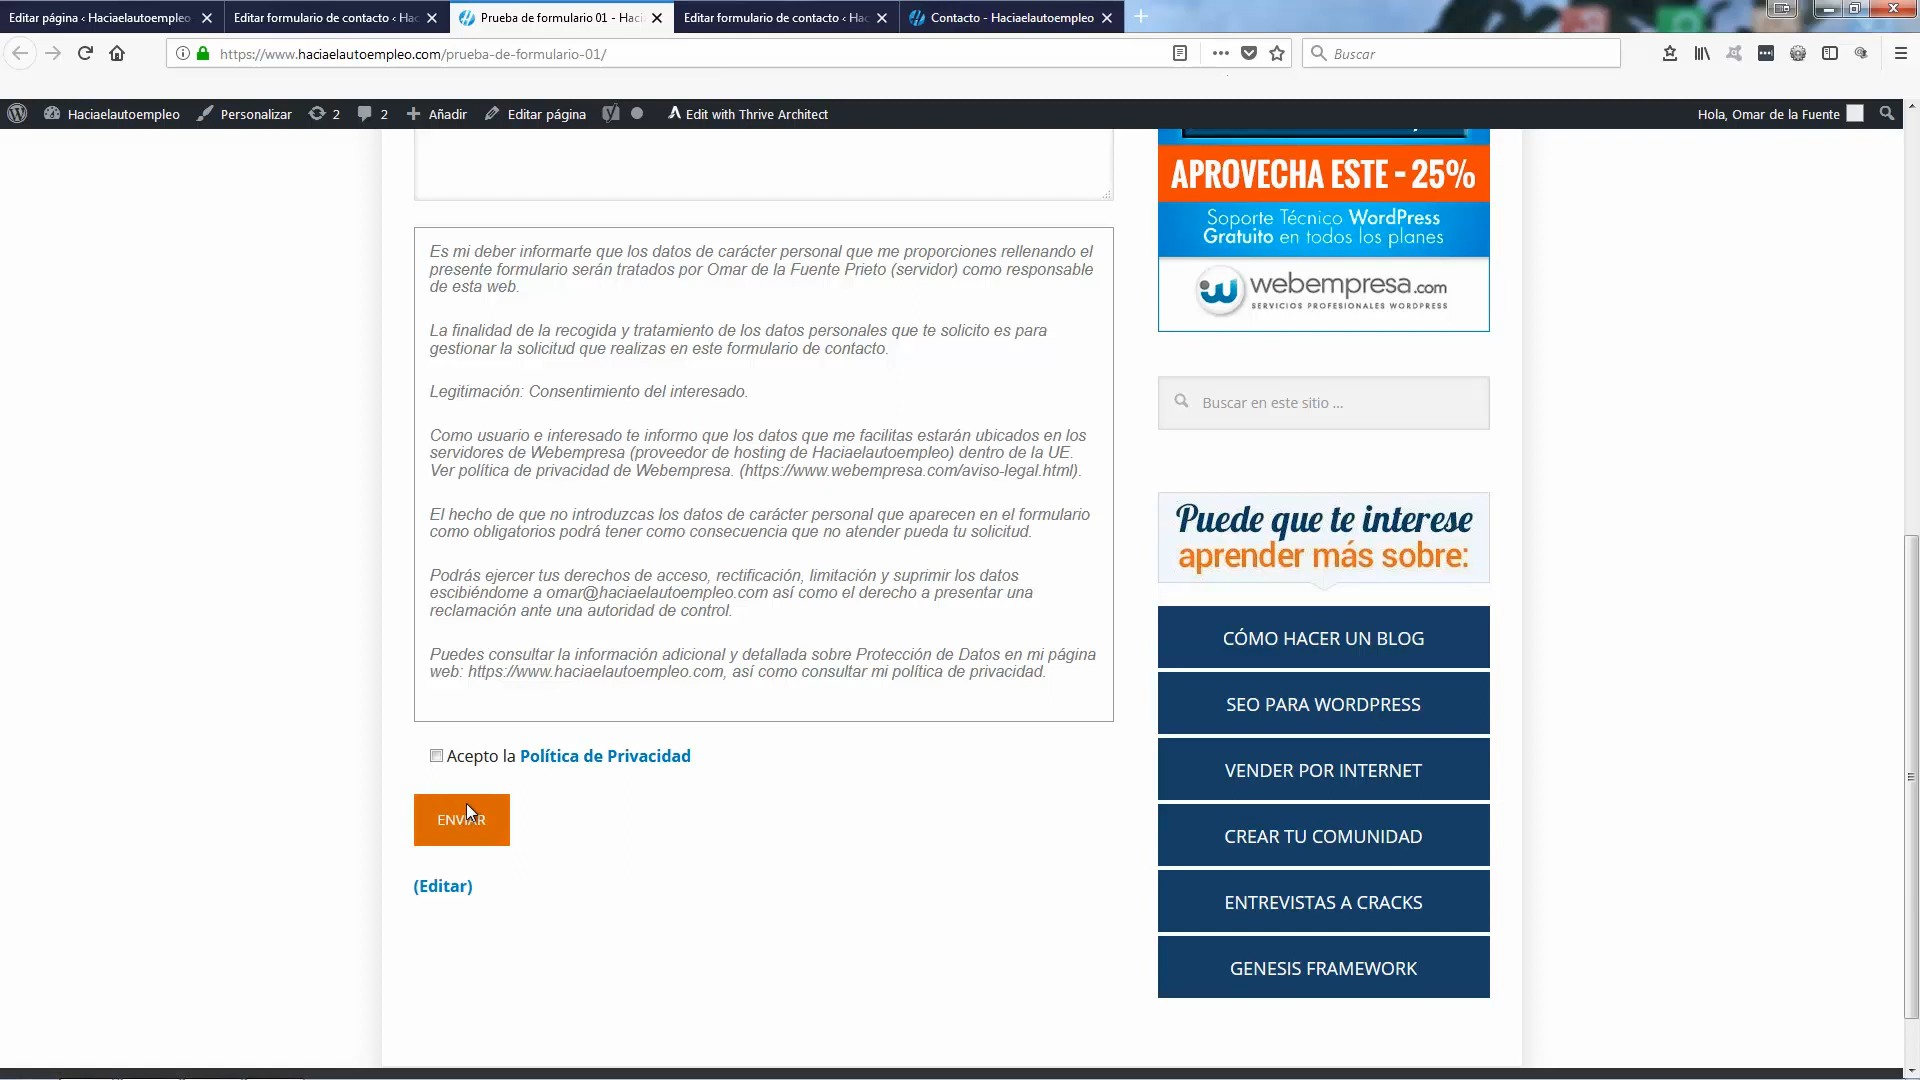 Editar página ‹ Haciaelautoempleo
Editar formulario de contacto ‹ Hac
Prueba de formulario 01 - Haci
Editar formulario de contacto ‹ Hac
Contacto - Haciaelautoempleo
https://www.haciaelautoempleo.com/prueba-de-formulario-01/
Buscar
Haciaelautoempleo
Personalizar
2
2
Añadir
Editar página
Edit with Thrive Architect
Hola, Omar de la Fuente
APROVECHA ESTE - 25%
Soporte Técnico WordPress
Gratuito en todos los planes
webempresa.com
SERVICIOS PROFESIONALES WORDPRESS
Es mi deber informarte que los datos de carácter personal que me proporciones rellenando el
presente formulario serán tratados por Omar de la Fuente Prieto (servidor) como responsable
de esta web.
La finalidad de la recogida y tratamiento de los datos personales que te solicito es para
gestionar la solicitud que realizas en este formulario de contacto.
Legitimación: Consentimiento del interesado.
Como usuario e interesado te informo que los datos que me facilitas estarán ubicados en los
servidores de Webempresa (proveedor de hosting de Haciaelautoempleo) dentro de la UE.
Ver política de privacidad de Webempresa. (https://www.webempresa.com/aviso-legal.html).
El hecho de que no introduzcas los datos de carácter personal que aparecen en el formulario
como obligatorios podrá tener como consecuencia que no atender pueda tu solicitud.
Podrás ejercer tus derechos de acceso, rectificación, limitación y suprimir los datos
escibiéndome a omar@haciaelautoempleo.com así como el derecho a presentar una
reclamación ante una autoridad de control.
Puedes consultar la información adicional y detallada sobre Protección de Datos en mi página
web: https://www.haciaelautoempleo.com, así como consultar mi política de privacidad.
Acepto la Política de Privacidad
ENVIAR
(Editar)
Buscar en este sitio ...
Puede que te interese
aprender más sobre:
CÓMO HACER UN BLOG
SEO PARA WORDPRESS
VENDER POR INTERNET
CREAR TU COMUNIDAD
ENTREVISTAS A CRACKS
GENESIS FRAMEWORK